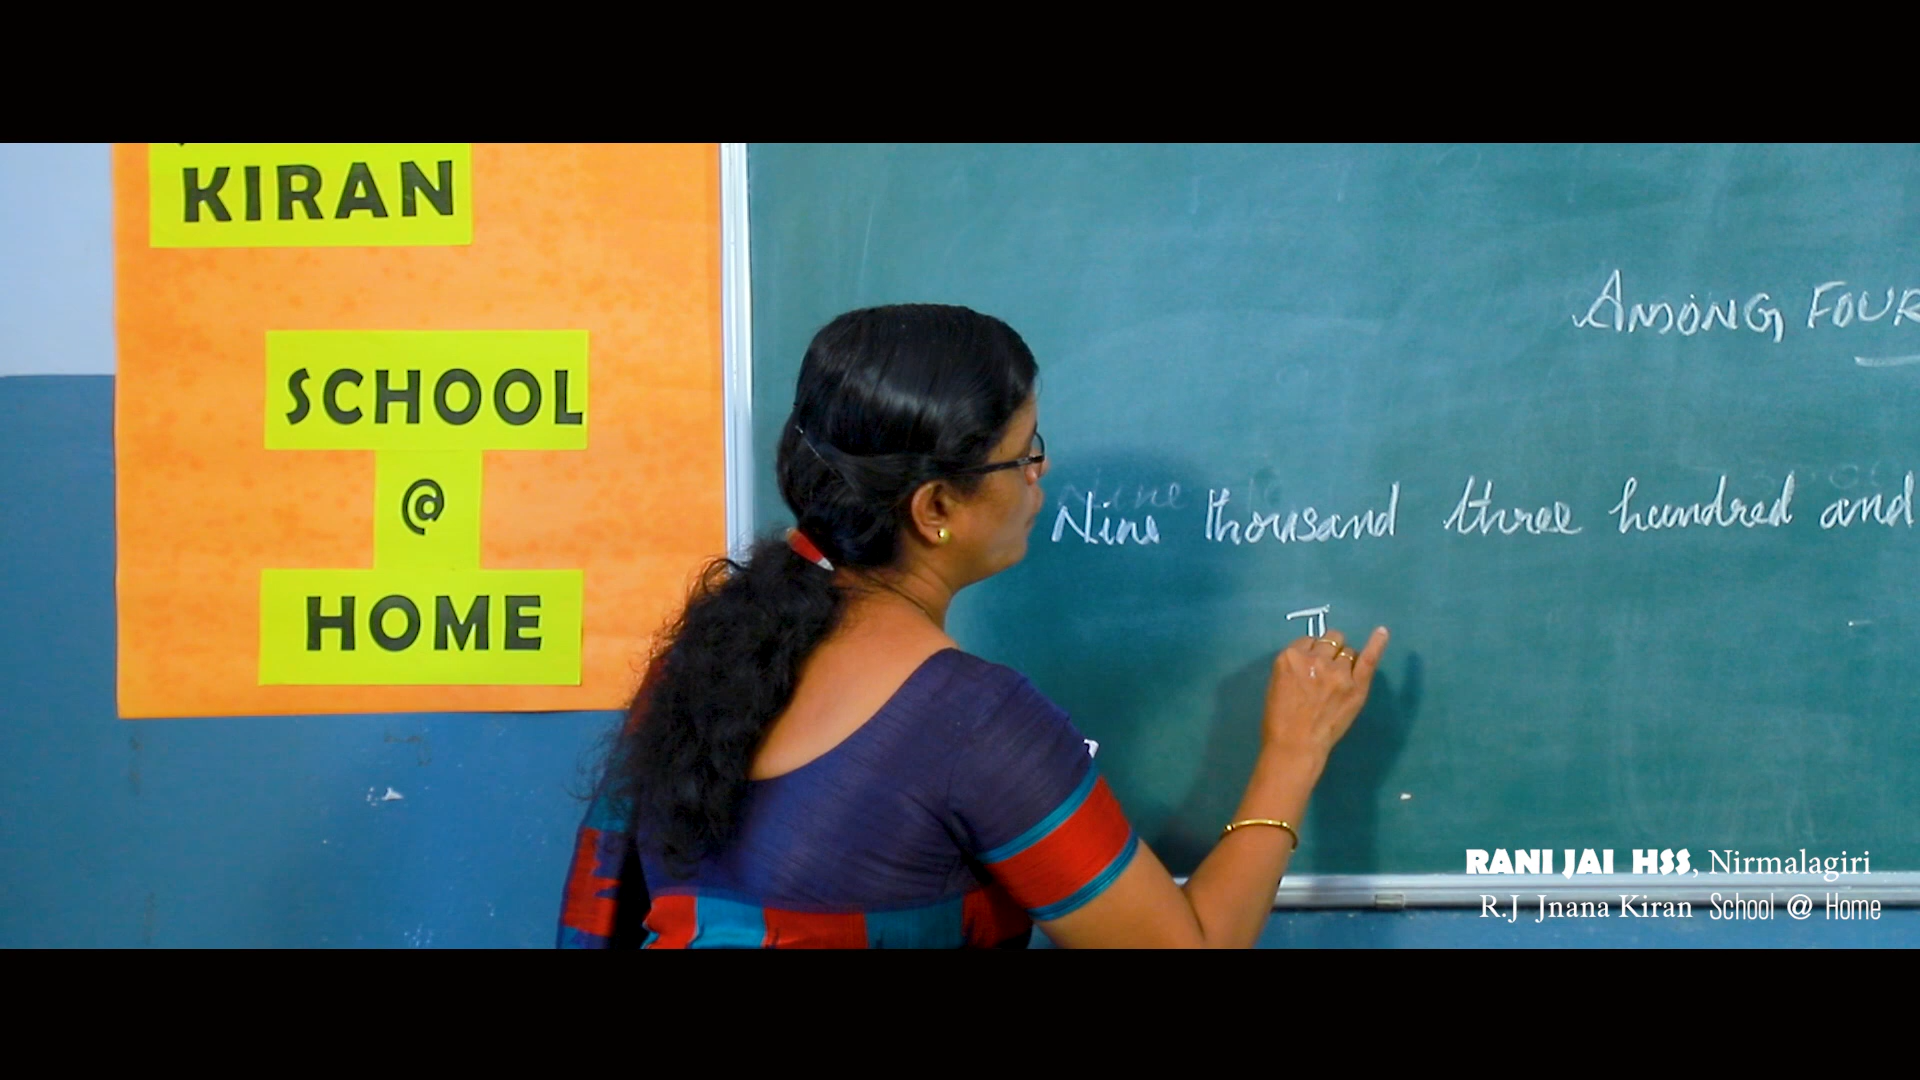 KIRAN
SCHOOL
@
HOME
AMONG FOUR
Nine thousand three hundred and
RANI JAI HSS, Nirmalagiri
R.J Jnana Kiran School @ Home